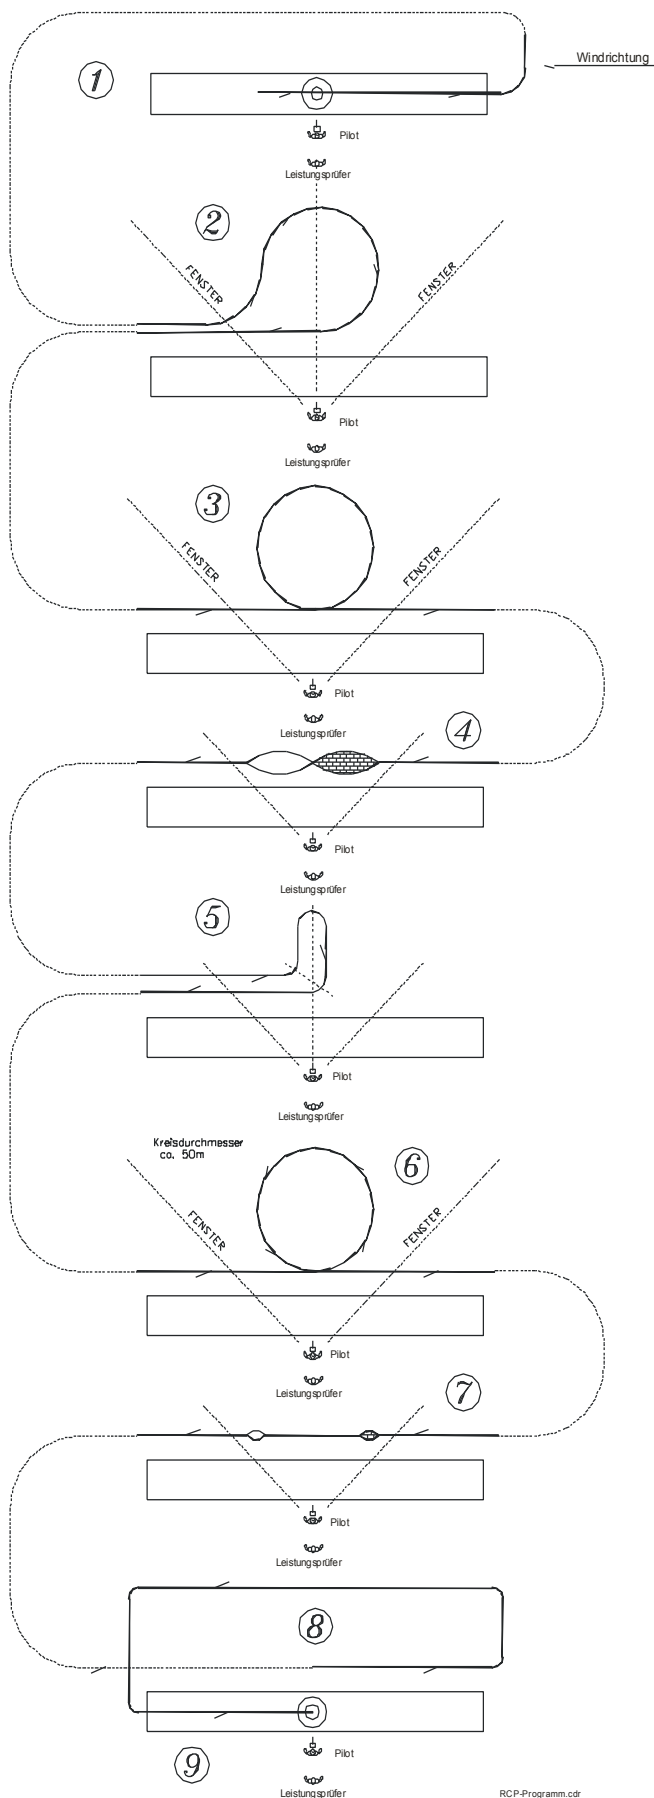 Windrichtung
1
Pilot
Leistungsprüfer
2
FENSTER
FENSTER
Pilot
Leistungsprüfer
3
FENSTER
FENSTER
Pilot
Leistungsprüfer
4
Pilot
Leistungsprüfer
5
Pilot
Leistungsprüfer
Kreisdurchmesser
ca. 50m
6
FENSTER
FENSTER
Pilot
Leistungsprüfer
7
Pilot
Leistungsprüfer
8
Pilot
9
Leistungsprüfer
RCP-Programm.cdr